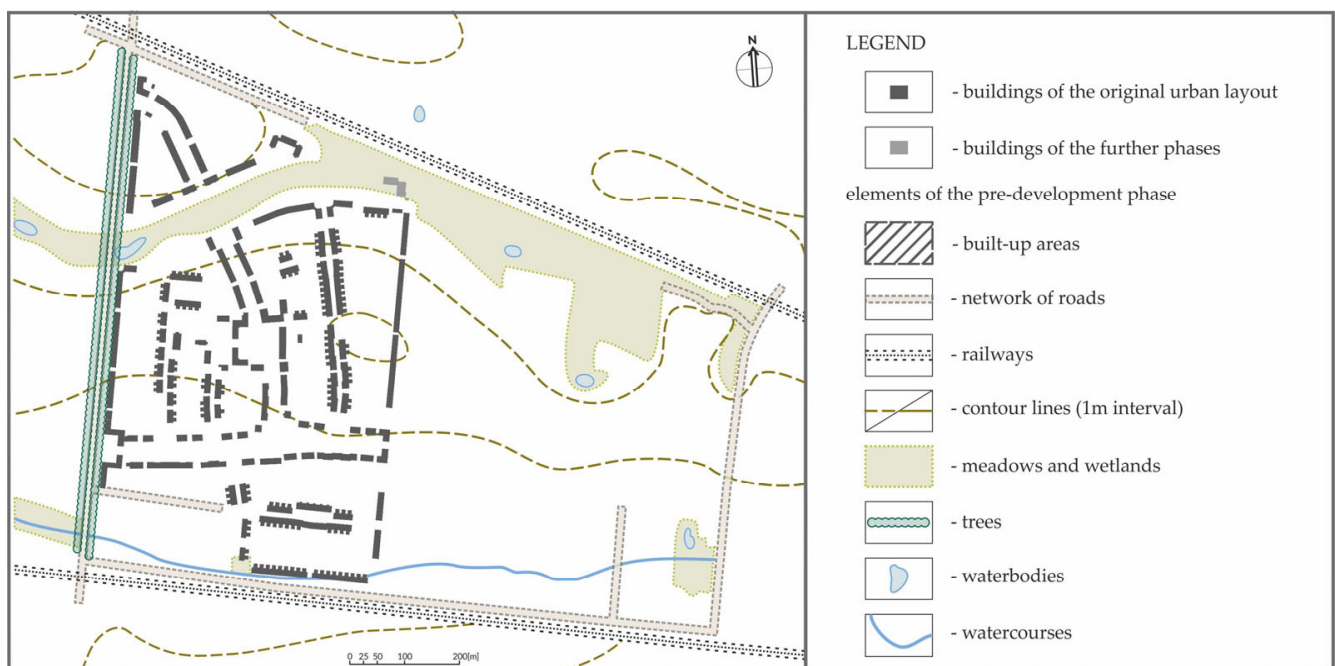 N
0 25 50 100 200[m]
LEGEND
- buildings of the original urban layout
- buildings of the further phases
elements of the pre-development phase
- built-up areas
- network of roads
- railways
- contour lines (1m interval)
- meadows and wetlands
- trees
- waterbodies
- watercourses